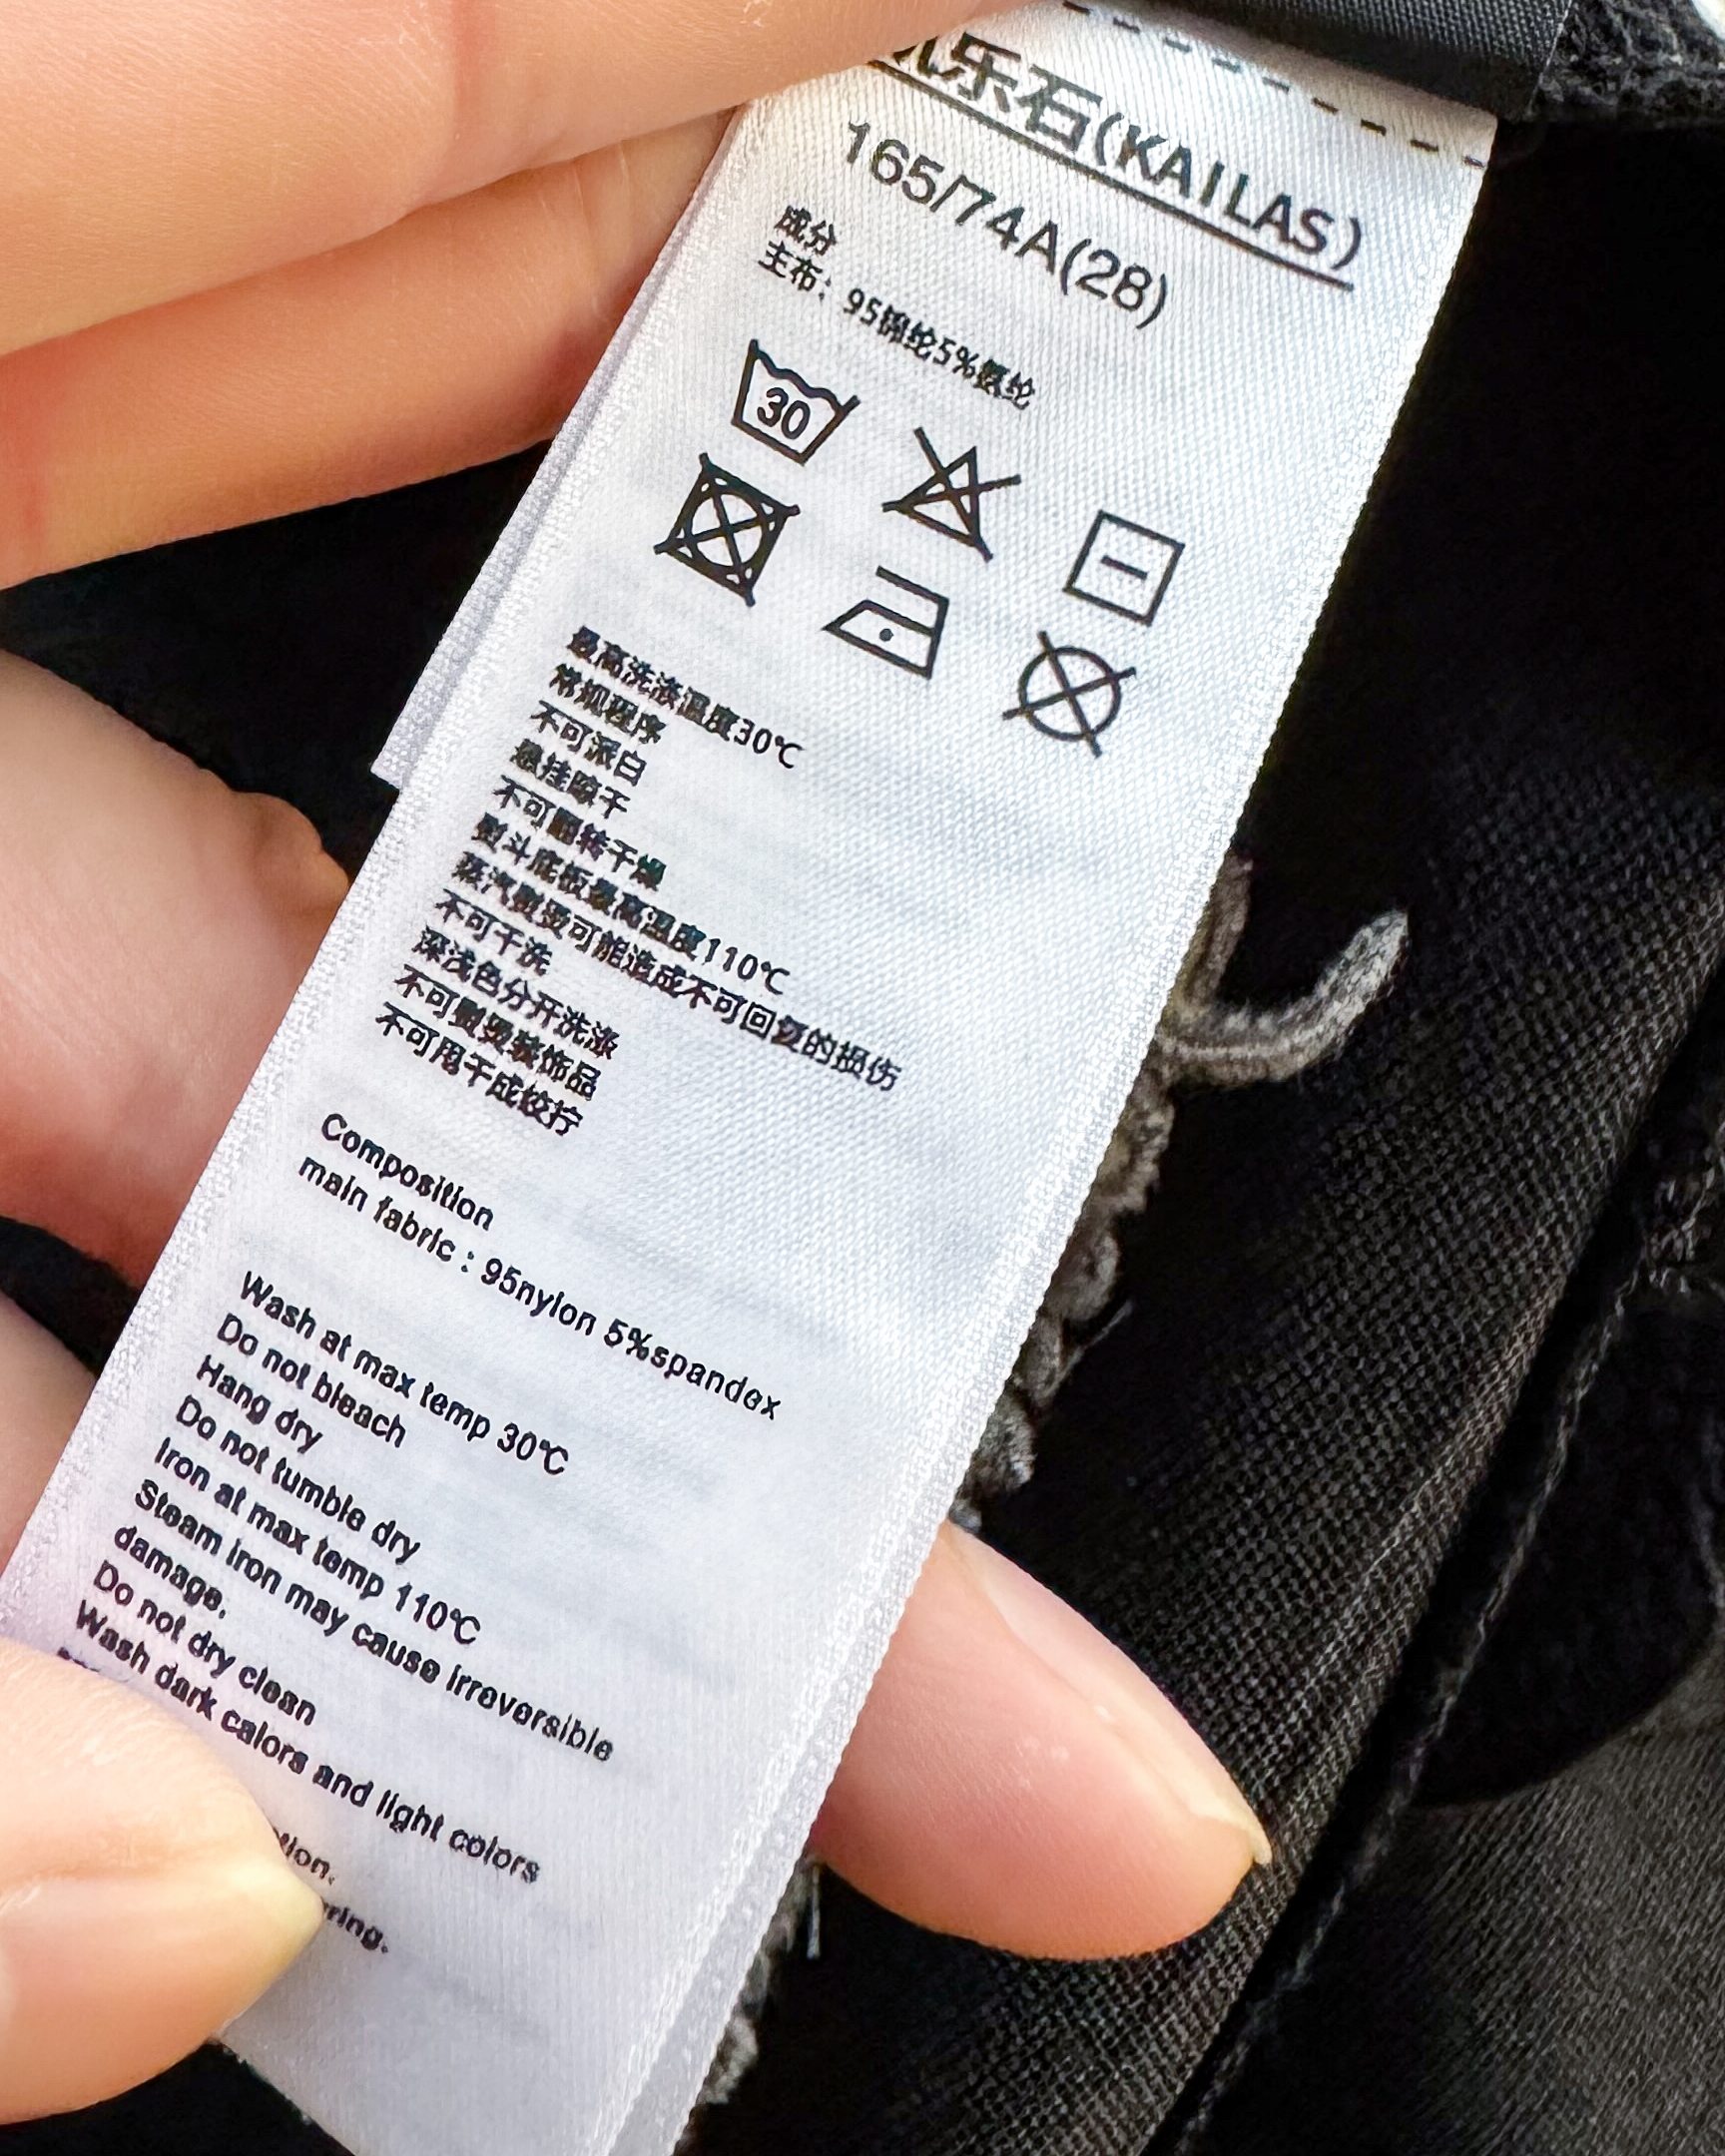 乐石(KAILAS)
165/74A(28)
成分
主布：95锦纶5%氨纶
30
最高洗涤温度30℃
常规程序
不可漂白
悬挂晾干
不可翻转干燥
熨斗底板最高温度110℃
蒸汽熨烫可能造成不可回复的损伤
不可干洗
深浅色分开洗涤
不可熨烫装饰品
不可甩干或绞拧
Composition
main fabric : 95nylon 5%spandex
Wash at max temp 30℃
Do not bleach
Hang dry
Do not tumble dry
Iron at max temp 110℃
Steam iron may cause irreversible
damage.
Do not dry clean
Wash dark calors and light colors